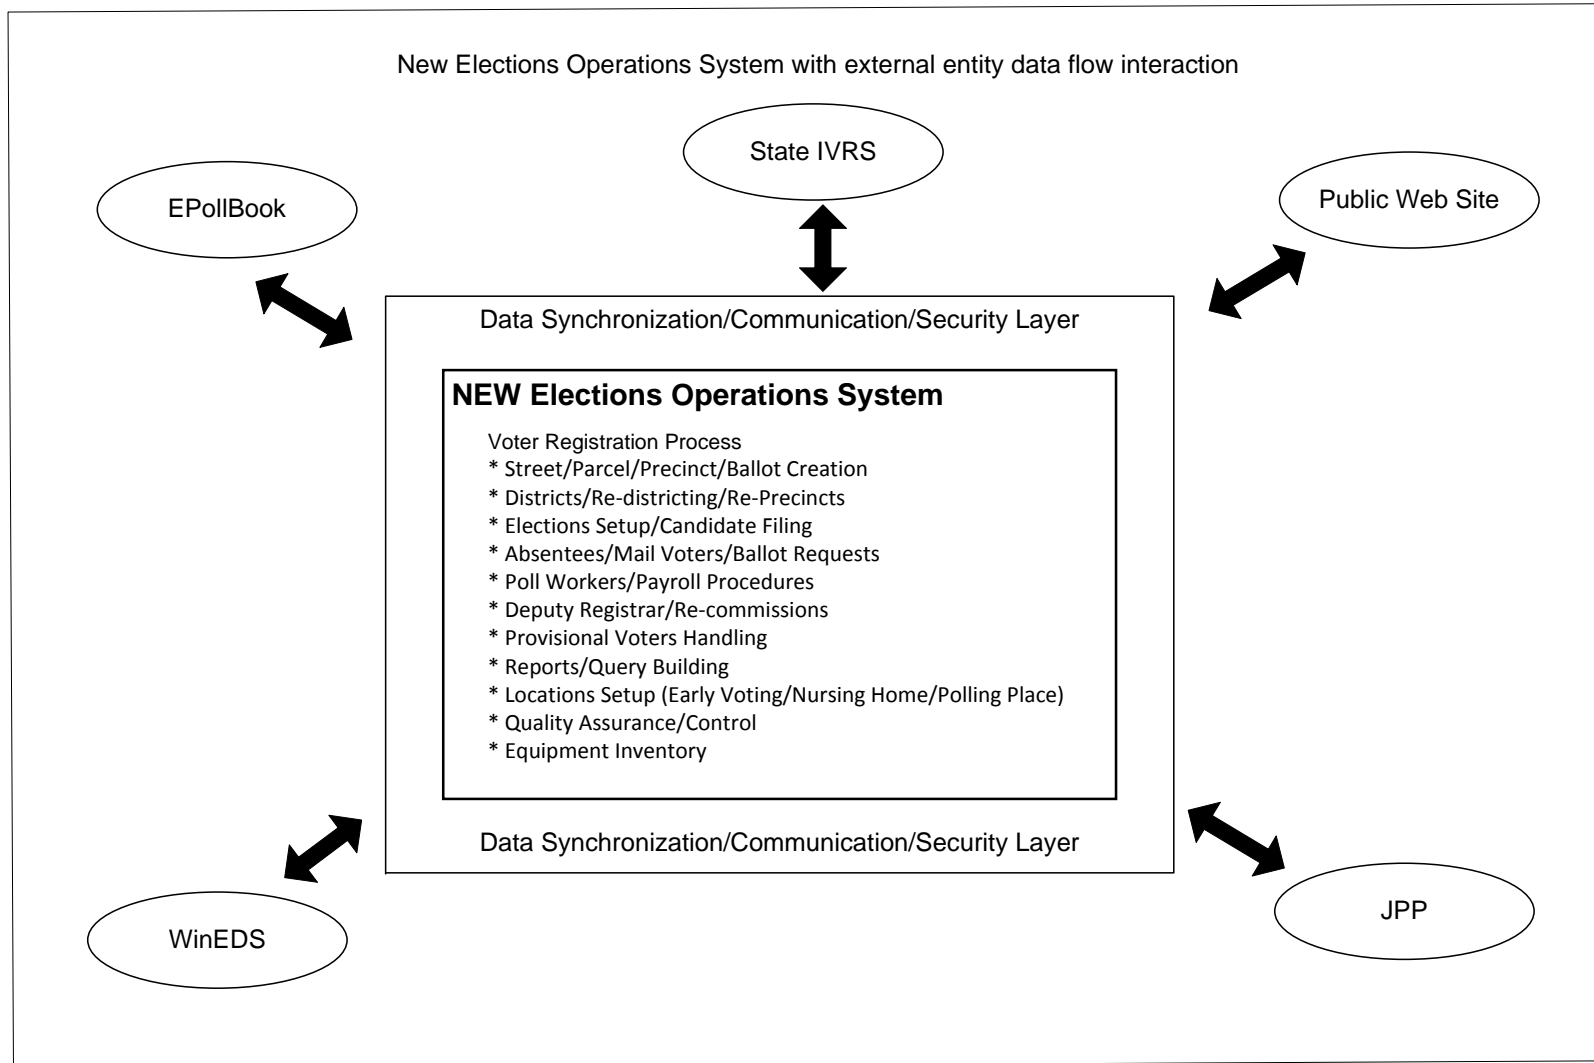 New Elections Operations System with external entity data flow interaction
State IVRS
EPollBook
Public Web Site
Data Synchronization/Communication/Security Layer
NEW Elections Operations System
Voter Registration Process
* Street/Parcel/Precinct/Ballot Creation
* Districts/Re-districting/Re-Precincts
* Elections Setup/Candidate Filing
* Absentees/Mail Voters/Ballot Requests
* Poll Workers/Payroll Procedures
* Deputy Registrar/Re-commissions
* Provisional Voters Handling
* Reports/Query Building
* Locations Setup (Early Voting/Nursing Home/Polling Place)
* Quality Assurance/Control
* Equipment Inventory
Data Synchronization/Communication/Security Layer
WinEDS
JPP